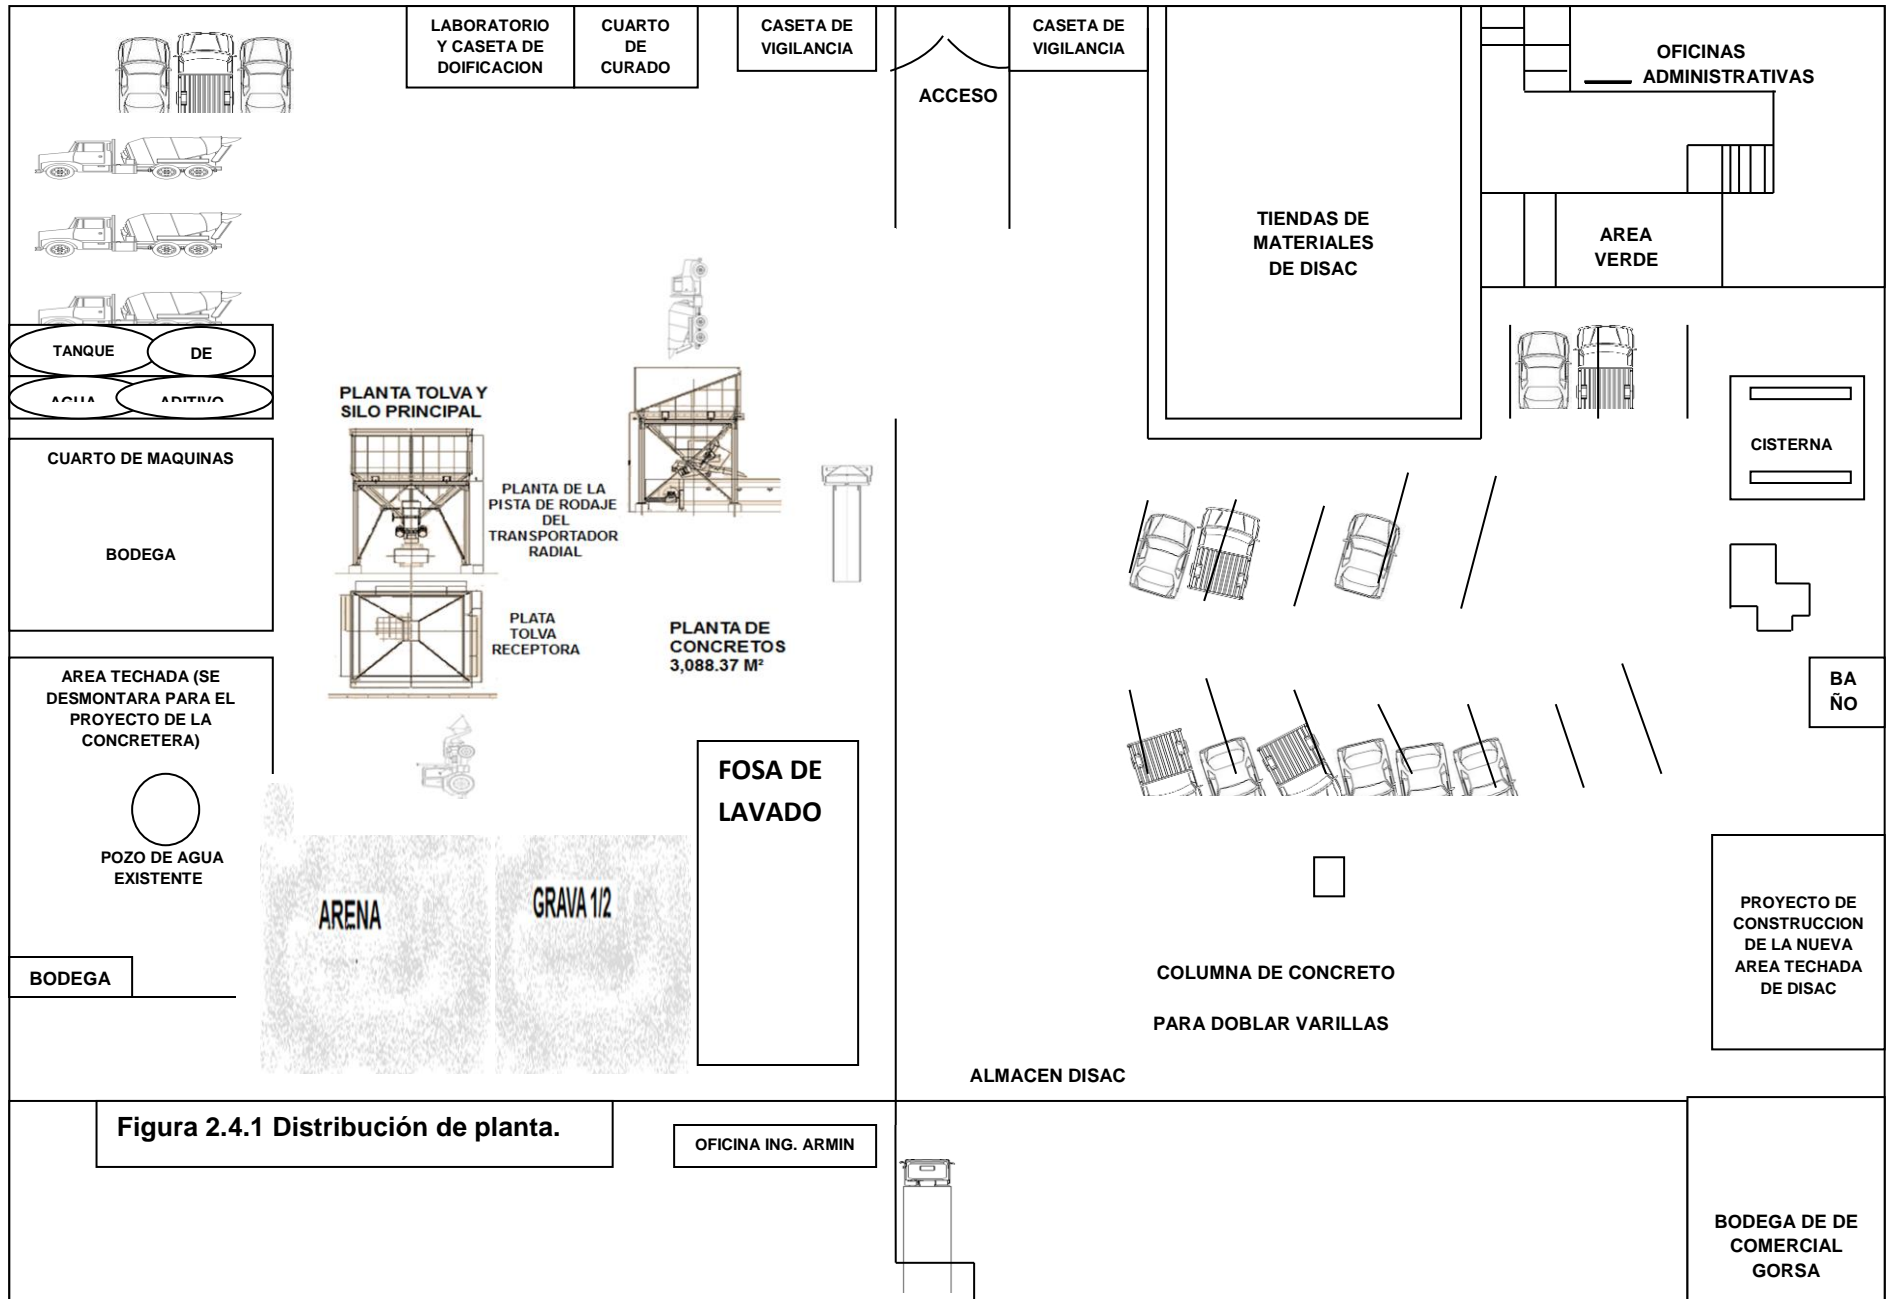 LABORATORIO
Y CASETA DE
DOIFICACION
CUARTO
DE
CURADO
CASETA DE
VIGILANCIA
ACCESO
CASETA DE
VIGILANCIA
OFICINAS
ADMINISTRATIVAS
TIENDAS DE
MATERIALES
DE DISAC
AREA
VERDE
TANQUE
DE
AGUA
ADITIVO
PLANTA TOLVA Y
SILO PRINCIPAL
CUARTO DE MAQUINAS
BODEGA
PLANTA DE LA
PISTA DE RODAJE
DEL
TRANSPORTADOR
RADIAL
CISTERNA
PLATA
TOLVA
RECEPTORA
PLANTA DE
CONCRETOS
3,088.37 M²
AREA TECHADA (SE
DESMONTARA PARA EL
PROYECTO DE LA
CONCRETERA)
BA
ÑO
FOSA DE
LAVADO
POZO DE AGUA
EXISTENTE
ARENA
GRAVA 1/2
PROYECTO DE
CONSTRUCCION
DE LA NUEVA
AREA TECHADA
DE DISAC
BODEGA
COLUMNA DE CONCRETO
PARA DOBLAR VARILLAS
ALMACEN DISAC
Figura 2.4.1 Distribución de planta.
OFICINA ING. ARMIN
BODEGA DE DE
COMERCIAL
GORSA